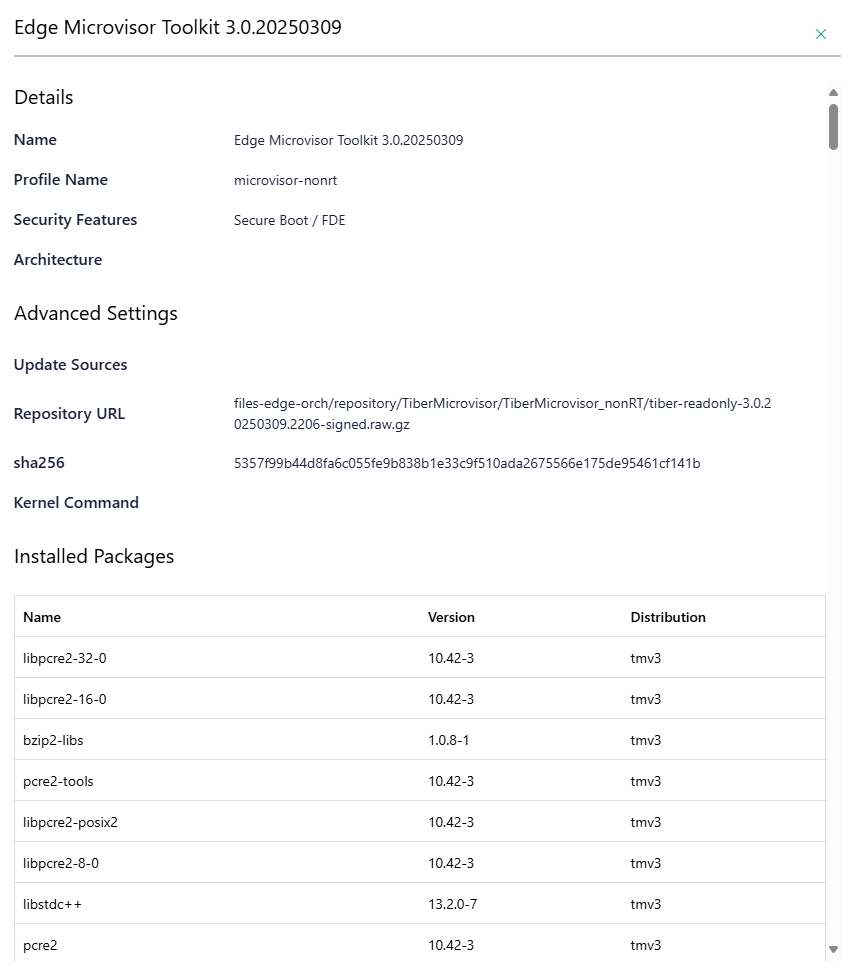 Edge Microvisor Toolkit 3.0.20250309
Details
Name Edge Microvisor Toolkit 3.0.20250309
Profile Name microvisor-nonrt
Security Features Secure Boot / FDE
Architecture
Advanced Settings
Update Sources
Repository URL files-edge-orch/repository/TiberMicrovisor/TiberMicrovisor_nonRT/tiber-readonly-3.0.2
0250309.2206-signed.raw.gz
sha256 5357f99b44d8fa6c055fe9b838b1e33c9f510ada2675566e175de95461cf141b
Kernel Command
Installed Packages
Name Version Distribution
libpcre2-32-0 10.42-3 tmv3
libpcre2-16-0 10.42-3 tmv3
bzip2-libs 1.0.8-1 tmv3
pcre2-tools 10.42-3 tmv3
libpcre2-posix2 10.42-3 tmv3
libpcre2-8-0 10.42-3 tmv3
libstdc++ 13.2.0-7 tmv3
pcre2 10.42-3 tmv3